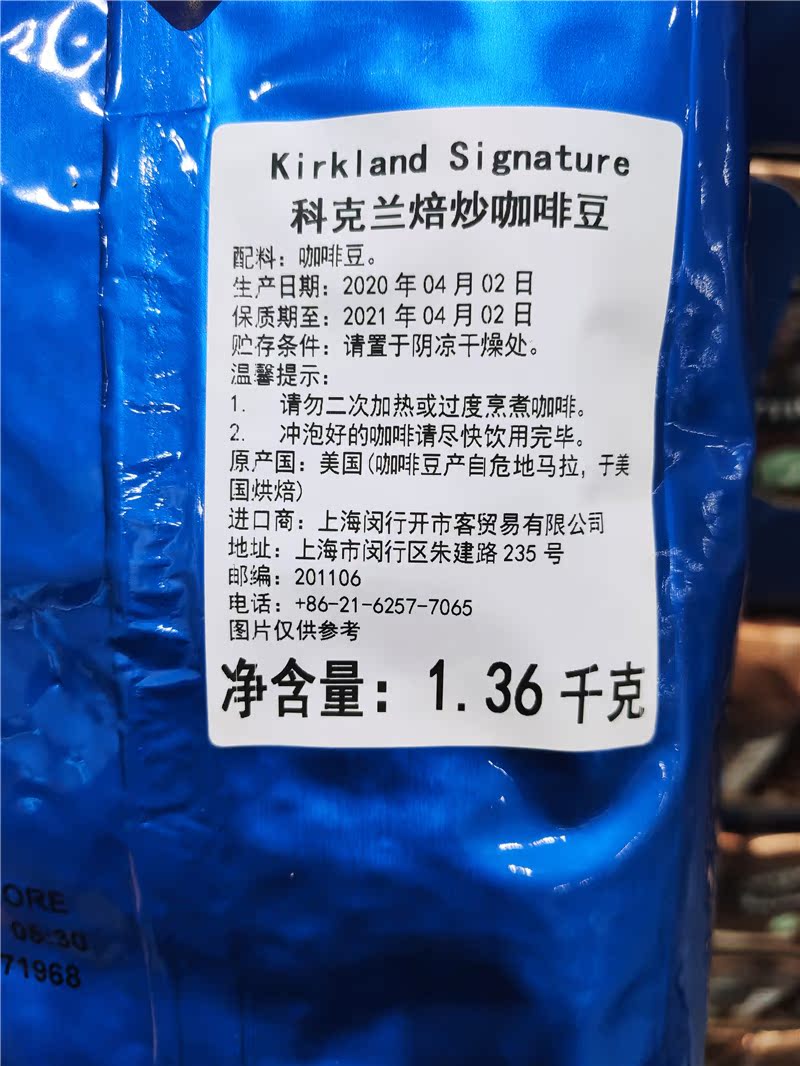 Kirkland Signature
科克兰焙炒咖啡豆
配料：咖啡豆。
生产日期：2020 年 04 月 02 日
保质期至：2021 年 04 月 02 日
贮存条件：请置于阴凉干燥处。
温馨提示：
1. 请勿二次加热或过度烹煮咖啡。
2. 冲泡好的咖啡请尽快饮用完毕。
原产国：美国(咖啡豆产自危地马拉，于美
国烘焙)
进口商：上海闵行开市客贸易有限公司
地址：上海市闵行区朱建路 235 号
邮编：201106
电话：+86-21-6257-7065
图片仅供参考
净含量：1.36 千克
ORE
08:30
71968